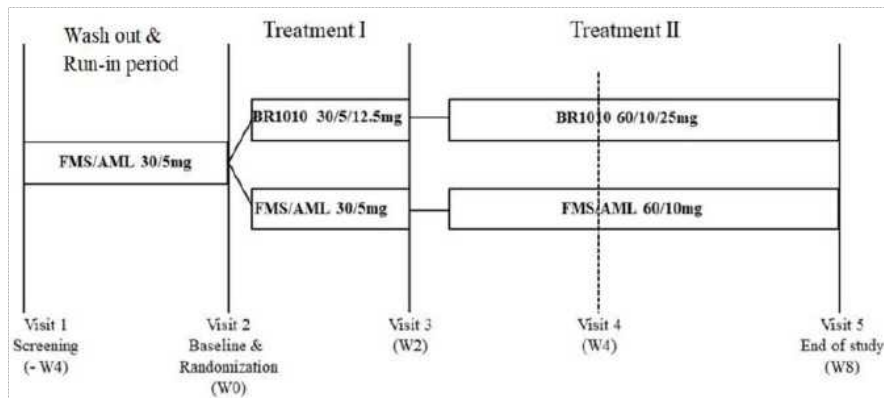 Wash out &
Run-in period
Treatment I
Treatment II
BR1010 30/5/12.5mg
BR1010 60/10/25mg
FMS/AML 30/5mg
FMS/AML 30/5mg
FMS/AML 60/10mg
Visit 1
Screening
(- W4)
Visit 2
Baseline &
Randomization
(W0)
Visit 3
(W2)
Visit 4
(W4)
Visit 5
End of study
(W8)